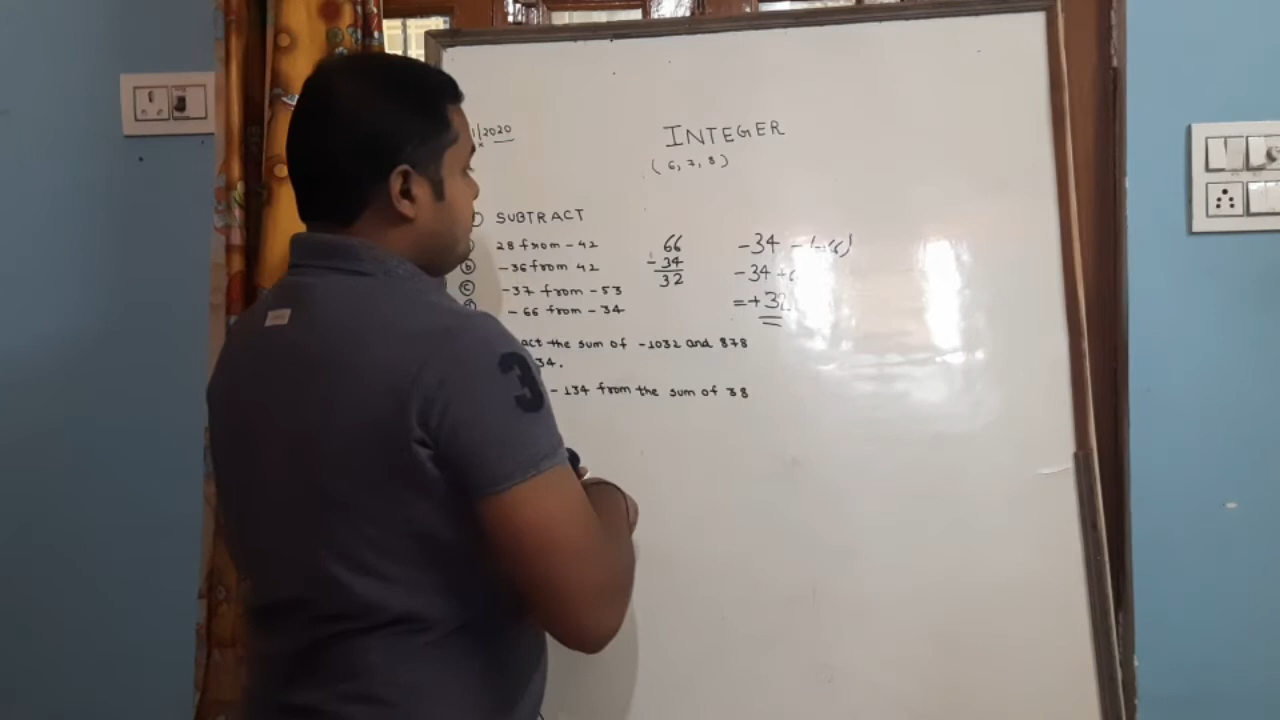 1/2020
INTEGER
(6, 7, 8)
SUBTRACT
28 from - 42
(b) -36 from 42
(c) -37 from - 53
- 66 from - 34
66
- 34
32
-34 - (-66)
-34 +
= + 32
act the sum of -1032 and 878
34.
- 134 from the sum of 38
3